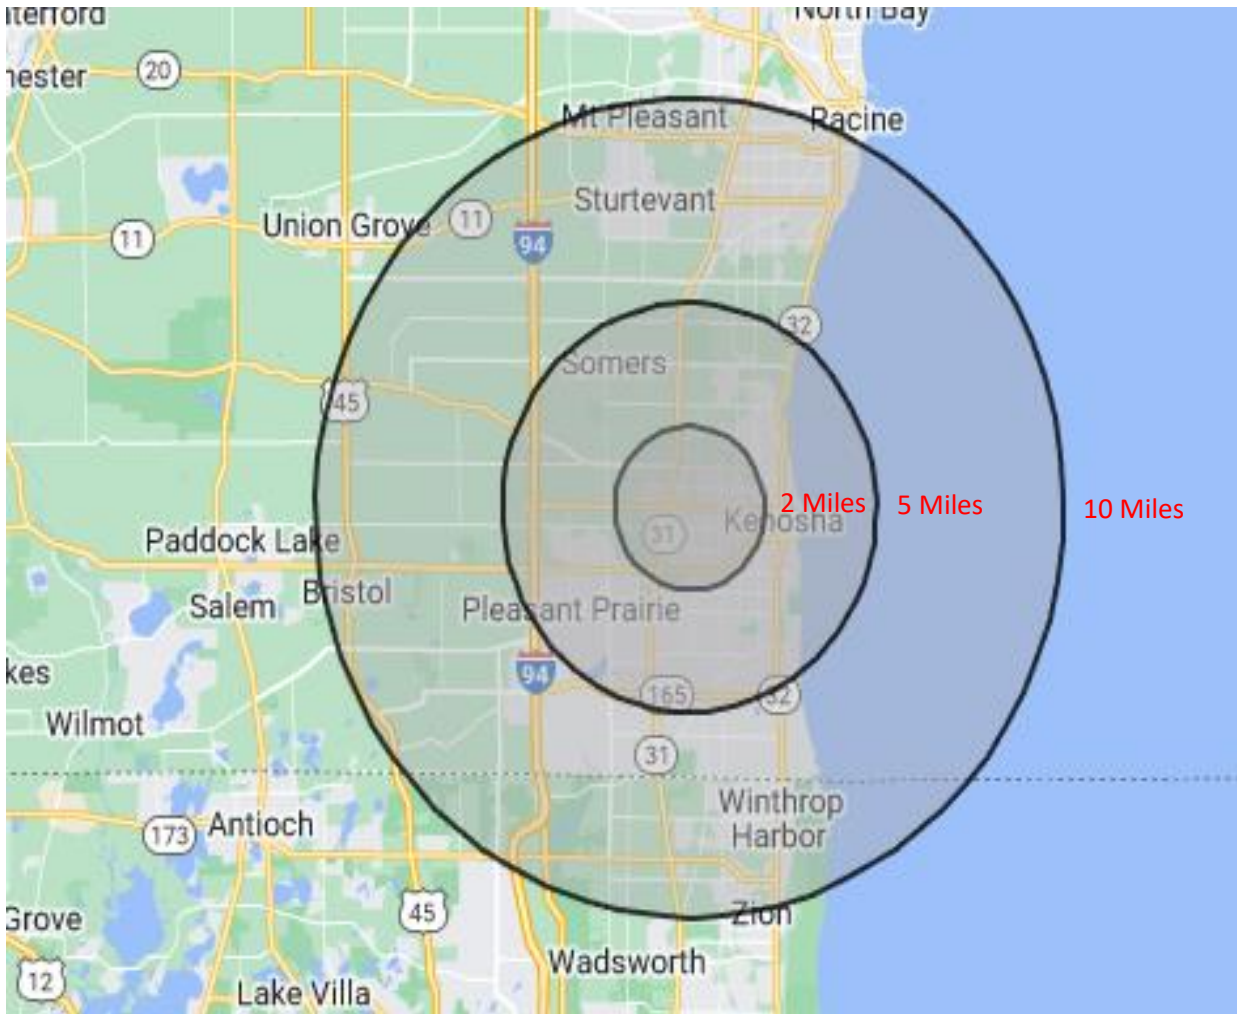 North Bay
20
Mt Pleasant
Racine
Sturtevant
11
Union Grove
11
94
32
Somers
45
2 Miles
5 Miles
10 Miles
Kenosha
31
Paddock Lake
Bristol
Salem
Pleasant Prairie
94
165
32
Wilmot
31
Winthrop
Harbor
173
Antioch
45
Zion
Grove
12
Wadsworth
Lake Villa